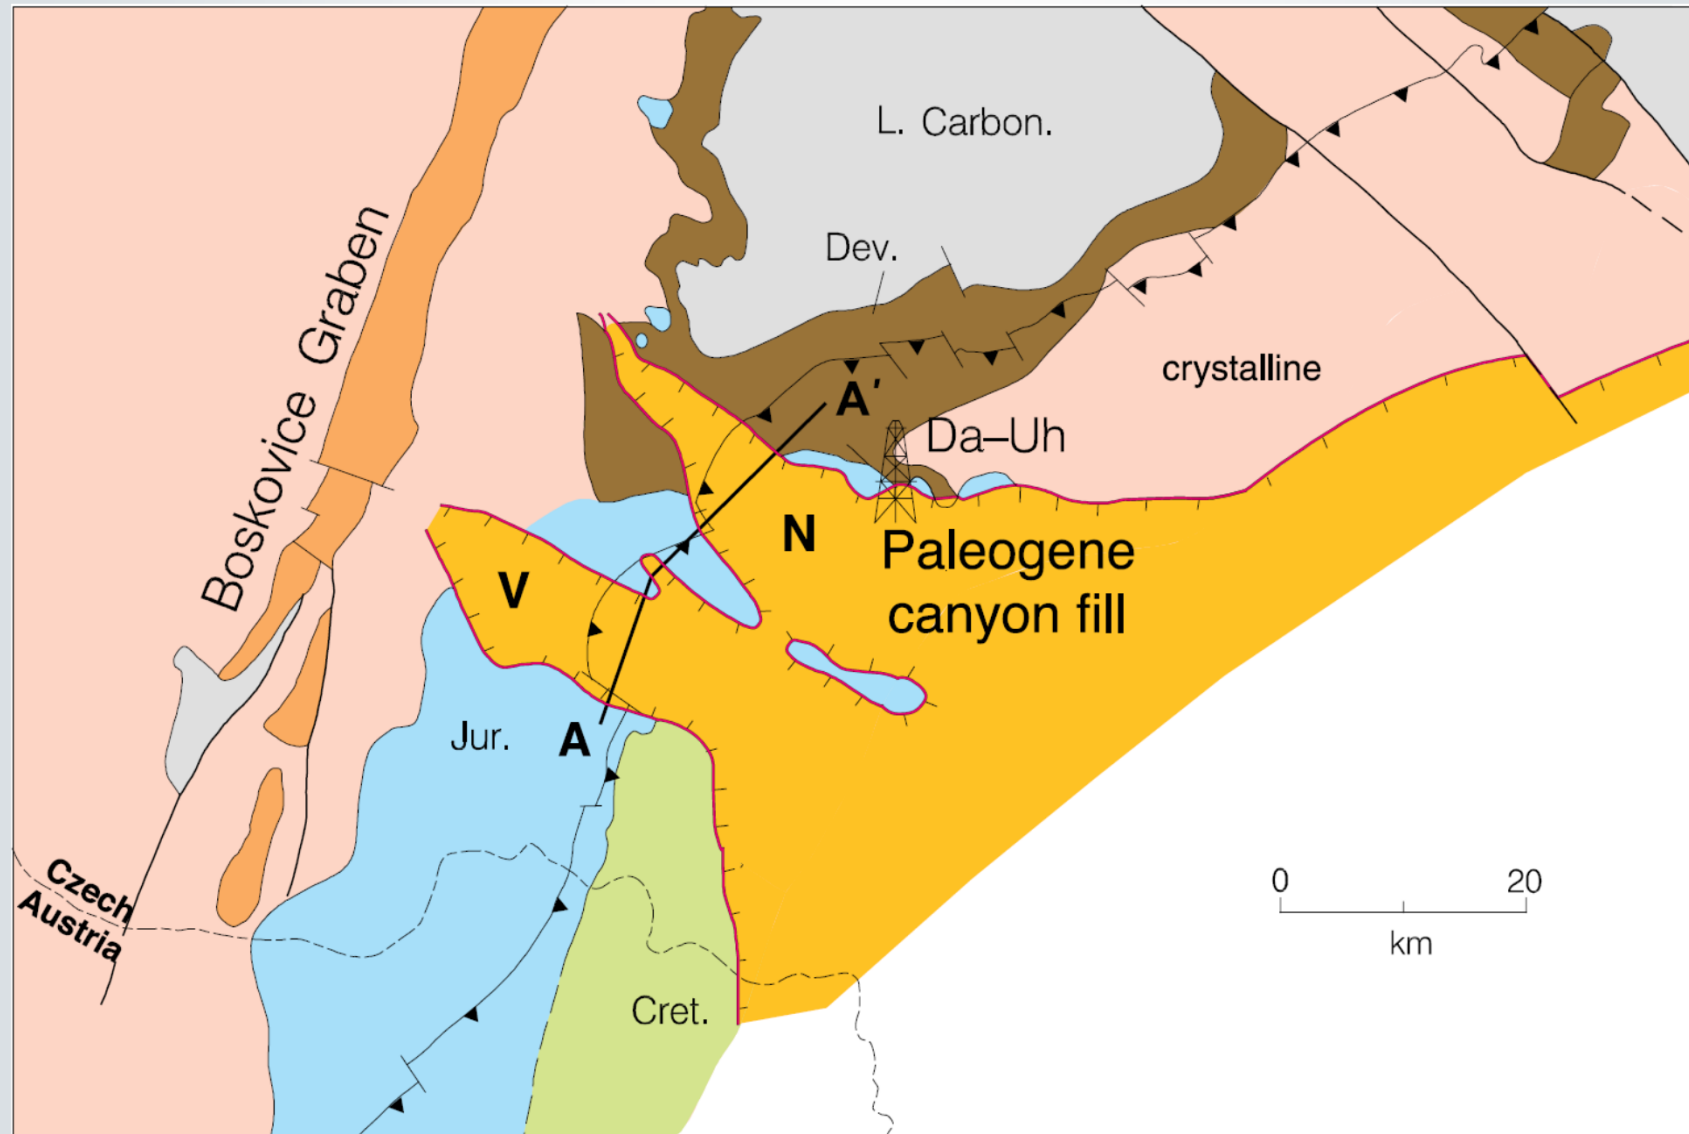 L. Carbon.
Dev.
Boskovice Graben
A′
crystalline
Da–Uh
N
Paleogene
canyon fill
V
Jur.
A
Czech
Austria
0 20
km
Cret.